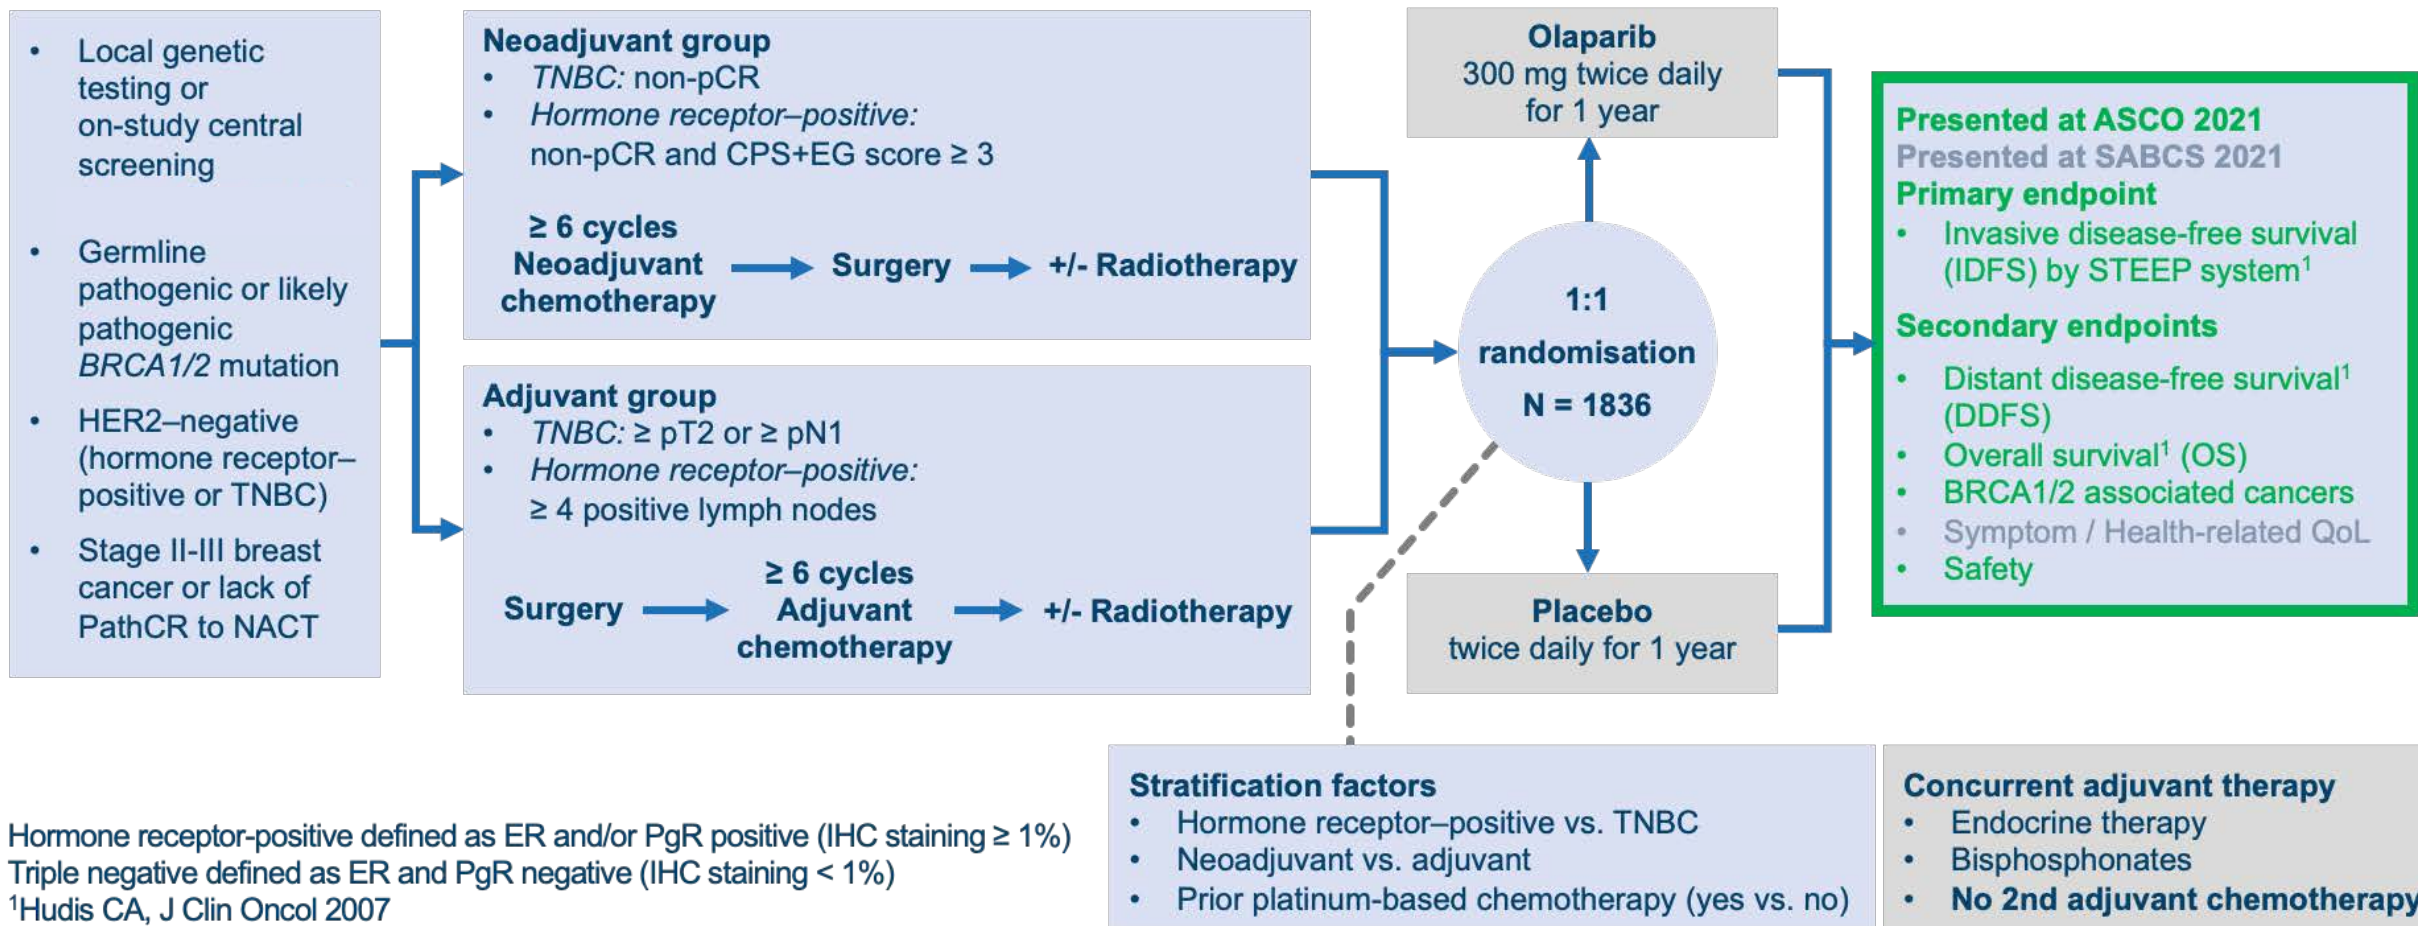 • Local genetic
testing or
on-study central
screening
• Germline
pathogenic or likely
pathogenic
BRCA1/2 mutation
• HER2–negative
(hormone receptor–
positive or TNBC)
• Stage II-III breast
cancer or lack of
PathCR to NACT
Neoadjuvant group
• TNBC: non-pCR
• Hormone receptor–positive:
non-pCR and CPS+EG score ≥ 3
≥ 6 cycles
Neoadjuvant
chemotherapy
Surgery
+/- Radiotherapy
Adjuvant group
• TNBC: ≥ pT2 or ≥ pN1
• Hormone receptor–positive:
≥ 4 positive lymph nodes
Surgery
≥ 6 cycles
Adjuvant
chemotherapy
+/- Radiotherapy
Olaparib
300 mg twice daily
for 1 year
1:1
randomisation
N = 1836
Placebo
twice daily for 1 year
Presented at ASCO 2021
Presented at SABCS 2021
Primary endpoint
• Invasive disease-free survival
(IDFS) by STEEP system¹
Secondary endpoints
• Distant disease-free survival¹
(DDFS)
• Overall survival¹ (OS)
• BRCA1/2 associated cancers
• Symptom / Health-related QoL
• Safety
Stratification factors
• Hormone receptor–positive vs. TNBC
• Neoadjuvant vs. adjuvant
• Prior platinum-based chemotherapy (yes vs. no)
Concurrent adjuvant therapy
• Endocrine therapy
• Bisphosphonates
• No 2nd adjuvant chemotherapy
Hormone receptor-positive defined as ER and/or PgR positive (IHC staining ≥ 1%)
Triple negative defined as ER and PgR negative (IHC staining < 1%)
¹Hudis CA, J Clin Oncol 2007